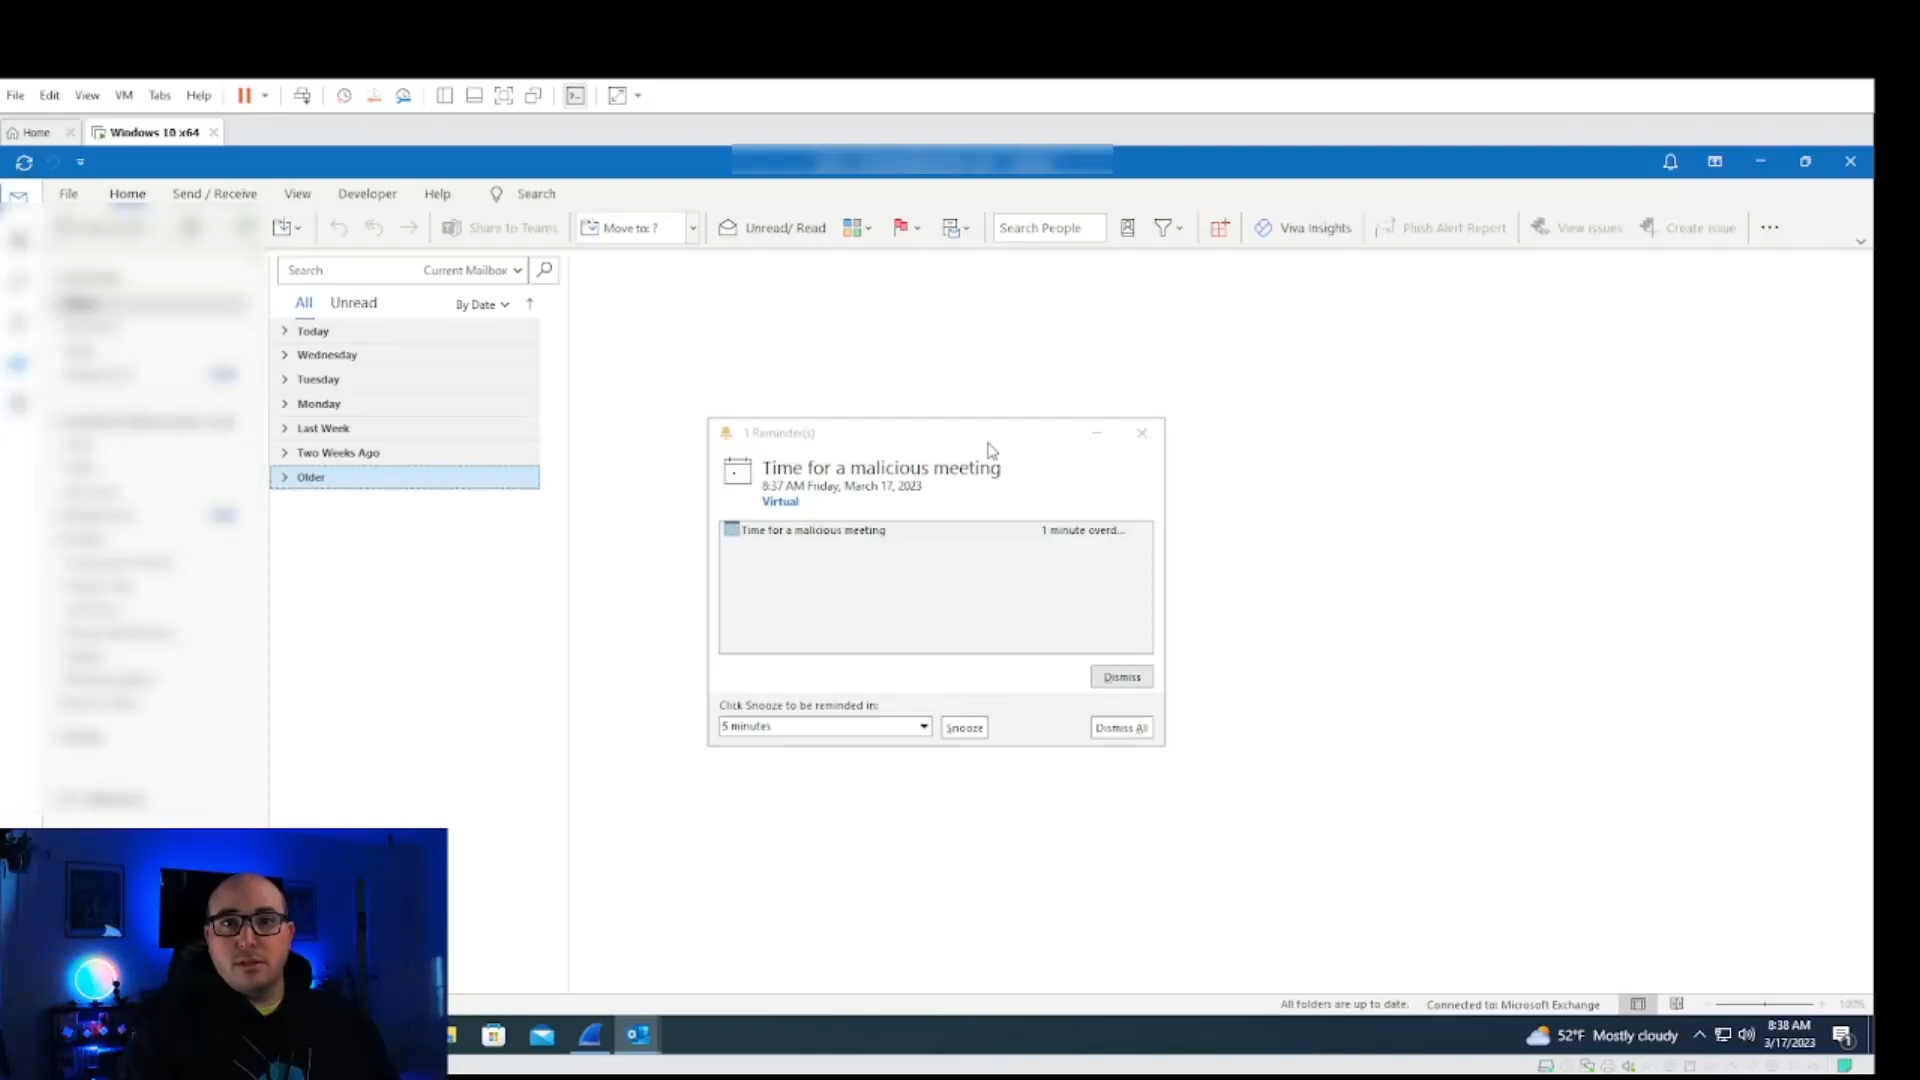 File Edit View VM Tabs Help
Home Windows 10 x64
File Home Send / Receive View Developer Help Search
Share to Teams Move to: ? Unread/ Read Search People Viva Insights Phish Alert Report View Issues Create Issue ...
Search Current Mailbox
All Unread By Date
Today
Wednesday
Tuesday
Monday
Last Week
Two Weeks Ago
Older
1 Reminder(s)
Time for a malicious meeting
8:37 AM Friday, March 17, 2023
Virtual
Time for a malicious meeting 1 minute overd...
Dismiss
Click Snooze to be reminded in:
5 minutes Snooze Dismiss All
All folders are up to date. Connected to: Microsoft Exchange 100%
52°F Mostly cloudy 8:38 AM
3/17/2023